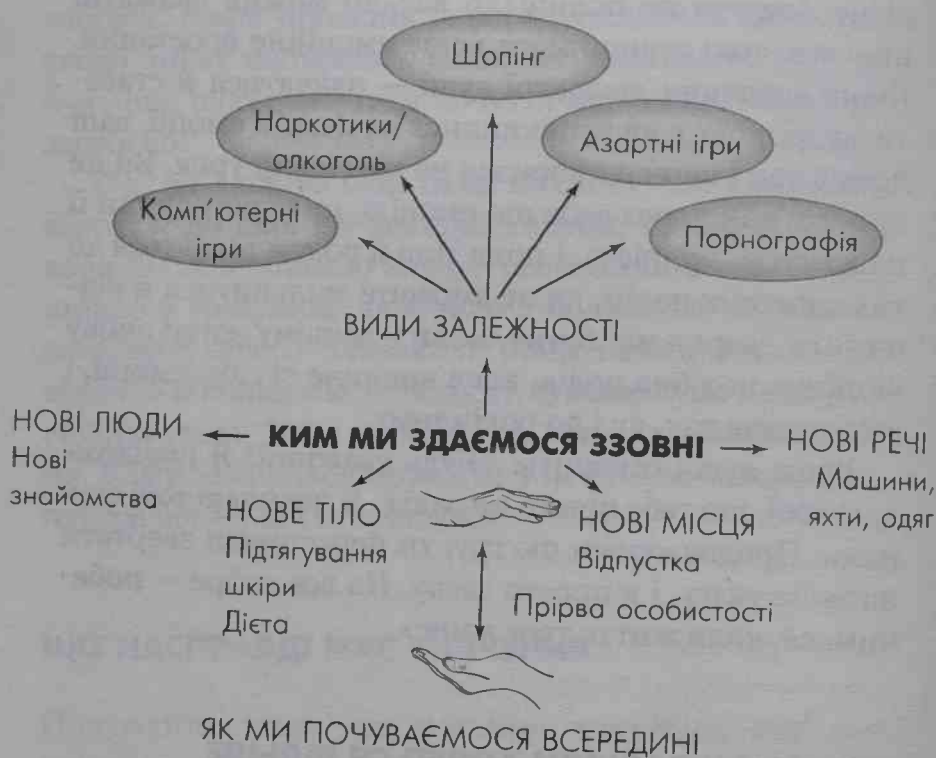 Шопінг
Наркотики/
алкоголь
Азартні ігри
Комп'ютерні
ігри
Порнографія
ВИДИ ЗАЛЕЖНОСТІ
НОВІ ЛЮДИ
Нові
знайомства
КИМ МИ ЗДАЄМОСЯ ЗЗОВНІ
НОВІ РЕЧІ
Машини,
яхти, одяг
НОВЕ ТІЛО
Підтягування
шкіри
Дієта
НОВІ МІСЦЯ
Відпустка
Прірва особистості
ЯК МИ ПОЧУВАЄМОСЯ ВСЕРЕДИНІ